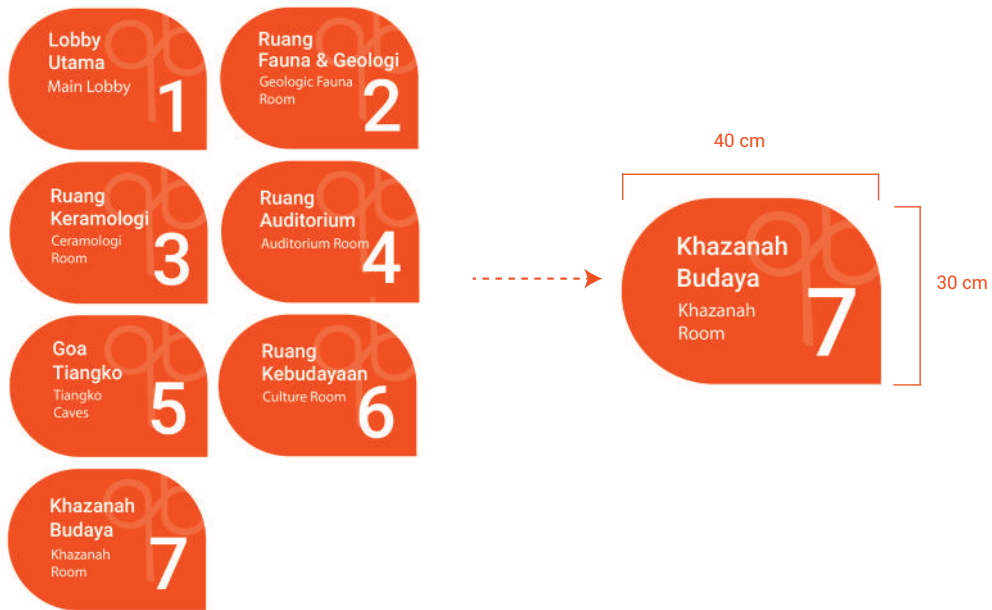 Lobby
Utama
Main Lobby
1
Ruang
Fauna & Geologi
Geologic Fauna
Room
2
Ruang
Keramologi
Ceramologi
Room
3
Ruang
Auditorium
Auditorium Room
4
Goa
Tiangko
Tiangko
Caves
5
Ruang
Kebudayaan
Culture Room
6
Khazanah
Budaya
Khazanah
Room
7
40 cm
Khazanah
Budaya
Khazanah
Room
7
30 cm